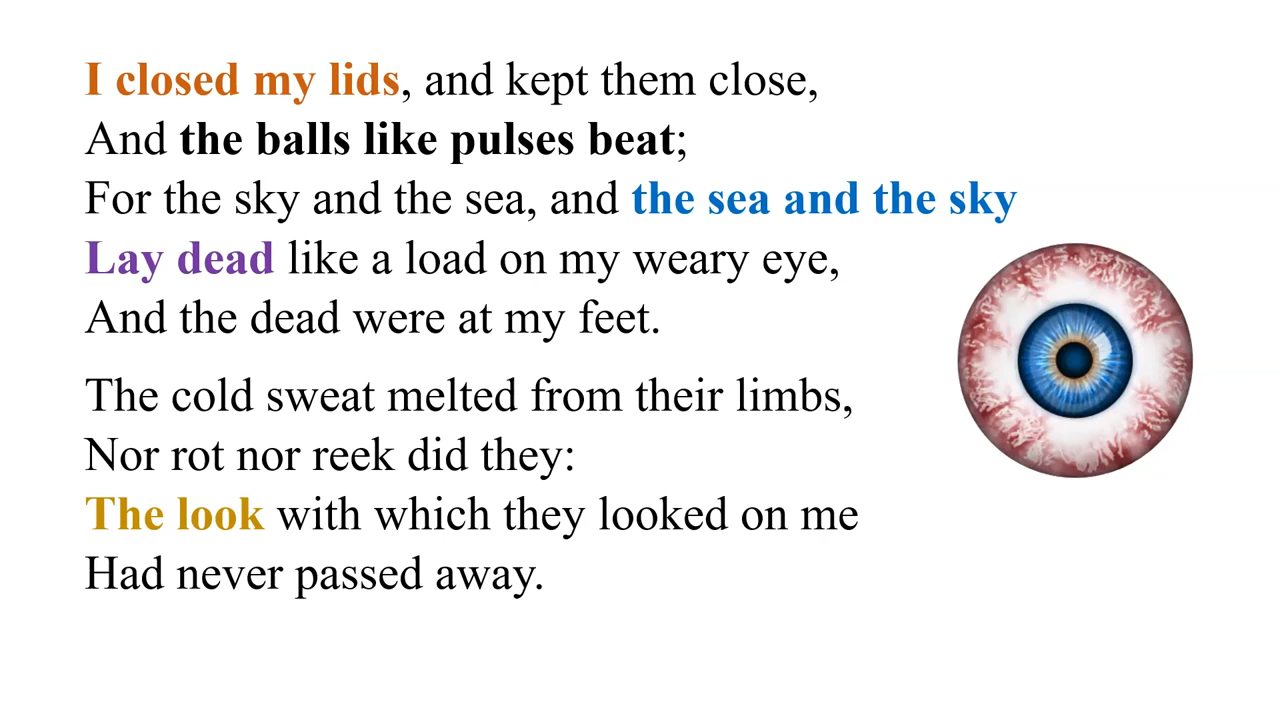 I closed my lids, and kept them close,
And the balls like pulses beat;
For the sky and the sea, and the sea and the sky
Lay dead like a load on my weary eye,
And the dead were at my feet.
The cold sweat melted from their limbs,
Nor rot nor reek did they:
The look with which they looked on me
Had never passed away.